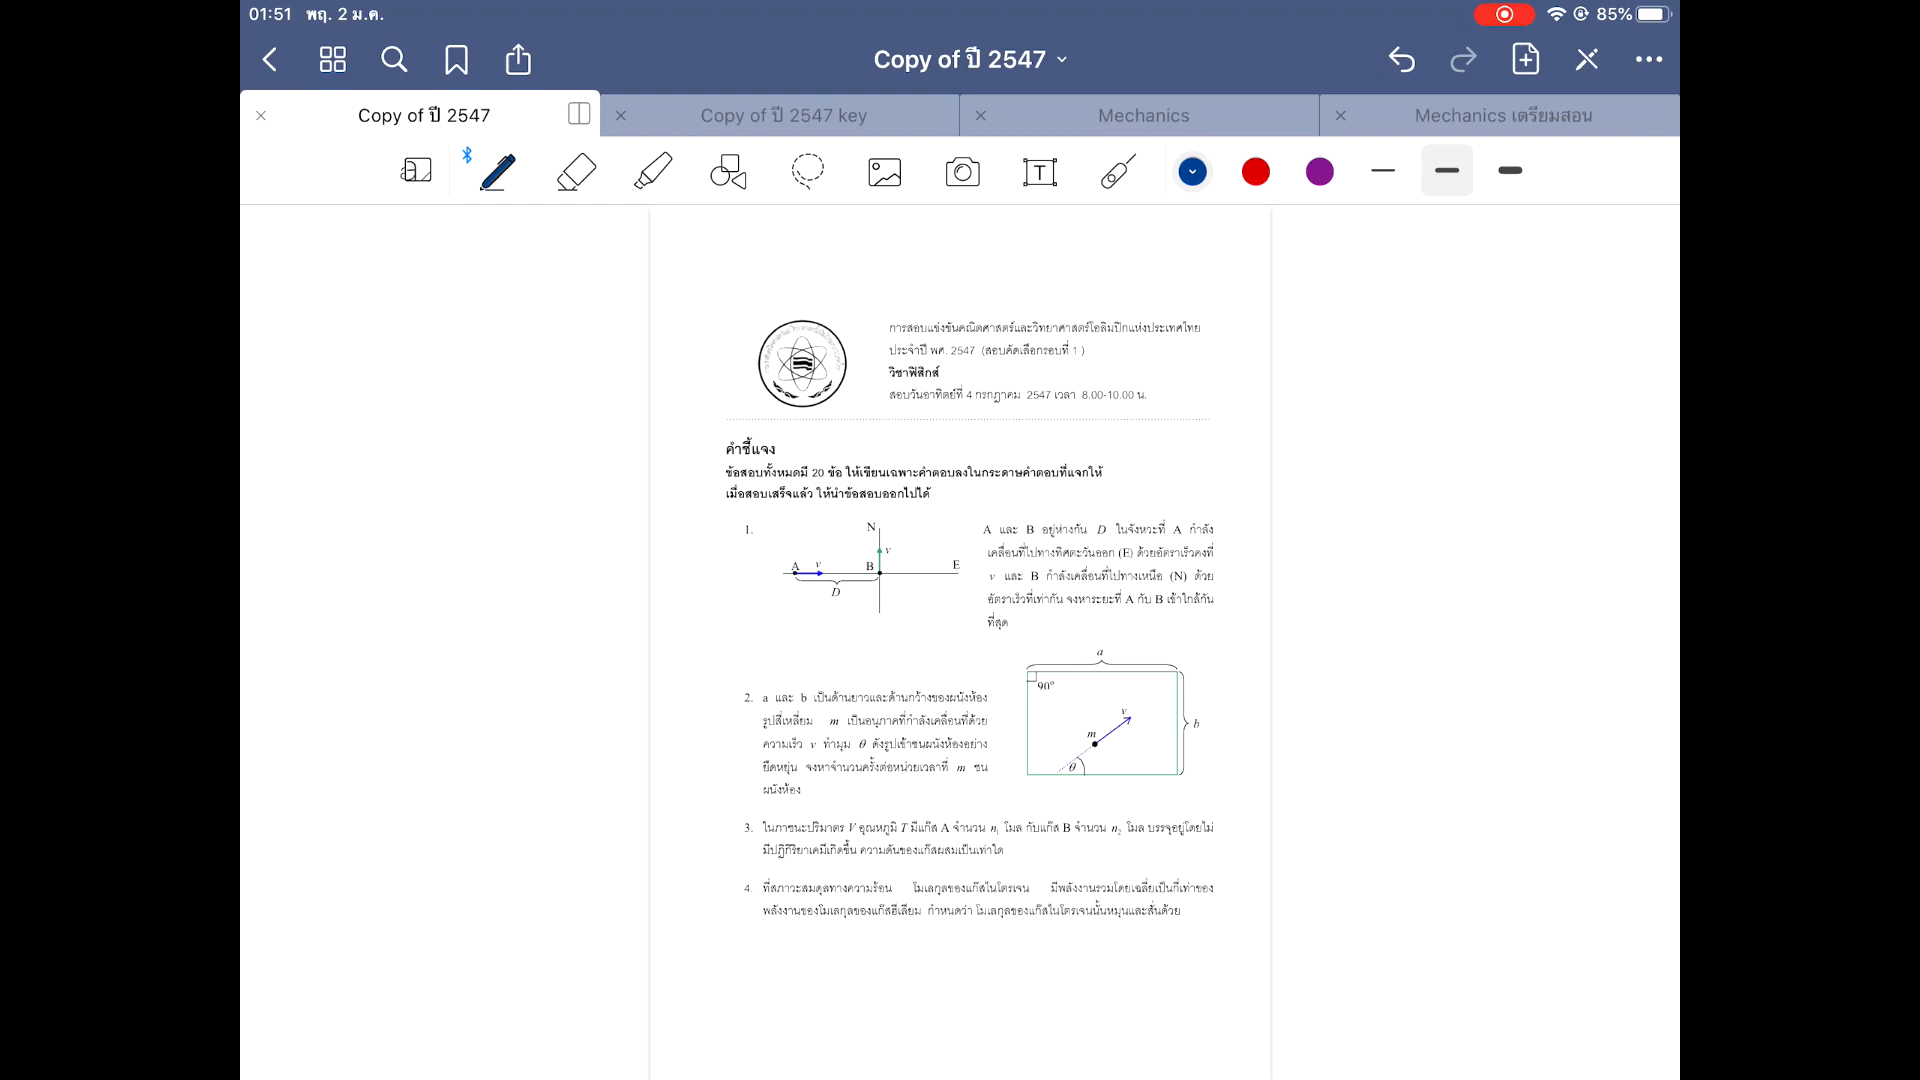 01:51 พฤ. 2 ม.ค.
85%
Copy of ปี 2547
Copy of ปี 2547
Copy of ปี 2547 key
Mechanics
Mechanics เตรียมสอน
การสอบแข่งขันคณิตศาสตร์และวิทยาศาสตร์โอลิมปิกแห่งประเทศไทย
ประจำปี พศ. 2547 (สอบคัดเลือกรอบที่ 1 )
วิชาฟิสิกส์
สอบวันอาทิตย์ที่ 4 กรกฎาคม 2547 เวลา 8.00-10.00 น.
คำชี้แจง
ข้อสอบทั้งหมดมี 20 ข้อ ให้เขียนเฉพาะคำตอบลงในกระดาษคำตอบที่แจกให้
เมื่อสอบเสร็จแล้ว ให้นำข้อสอบออกไปได้
1.
N
v
A v B E
D
A และ B อยู่ห่างกัน D ในจังหวะที่ A กำลัง
เคลื่อนที่ไปทางทิศตะวันออก (E) ด้วยอัตราเร็วคงที่
v และ B กำลังเคลื่อนที่ไปทางเหนือ (N) ด้วย
อัตราเร็วที่เท่ากัน จงหาระยะที่ A กับ B เข้าใกล้กัน
ที่สุด
2. a และ b เป็นด้านยาวและด้านกว้างของผนังห้อง
รูปสี่เหลี่ยม m เป็นอนุภาคที่กำลังเคลื่อนที่ด้วย
ความเร็ว v ทำมุม θ ดังรูปเข้าชนผนังห้องอย่าง
ยืดหยุ่น จงหาจำนวนครั้งต่อหน่วยเวลาที่ m ชน
ผนังห้อง
a
90°
v
b
m
θ
3. ในภาชนะปริมาตร V อุณหภูมิ T มีแก๊ส A จำนวน n₁ โมล กับแก๊ส B จำนวน n₂ โมล บรรจุอยู่โดยไม่
มีปฏิกิริยาเคมีเกิดขึ้น ความดันของแก๊สผสมเป็นเท่าใด
4. ที่สภาวะสมดุลทางความร้อน โมเลกุลของแก๊สไนโตรเจน มีพลังงานรวมโดยเฉลี่ยเป็นกี่เท่าของ
พลังงานของโมเลกุลของแก๊สฮีเลียม กำหนดว่า โมเลกุลของแก๊สไนโตรเจนนั้นหมุนและสั่นด้วย